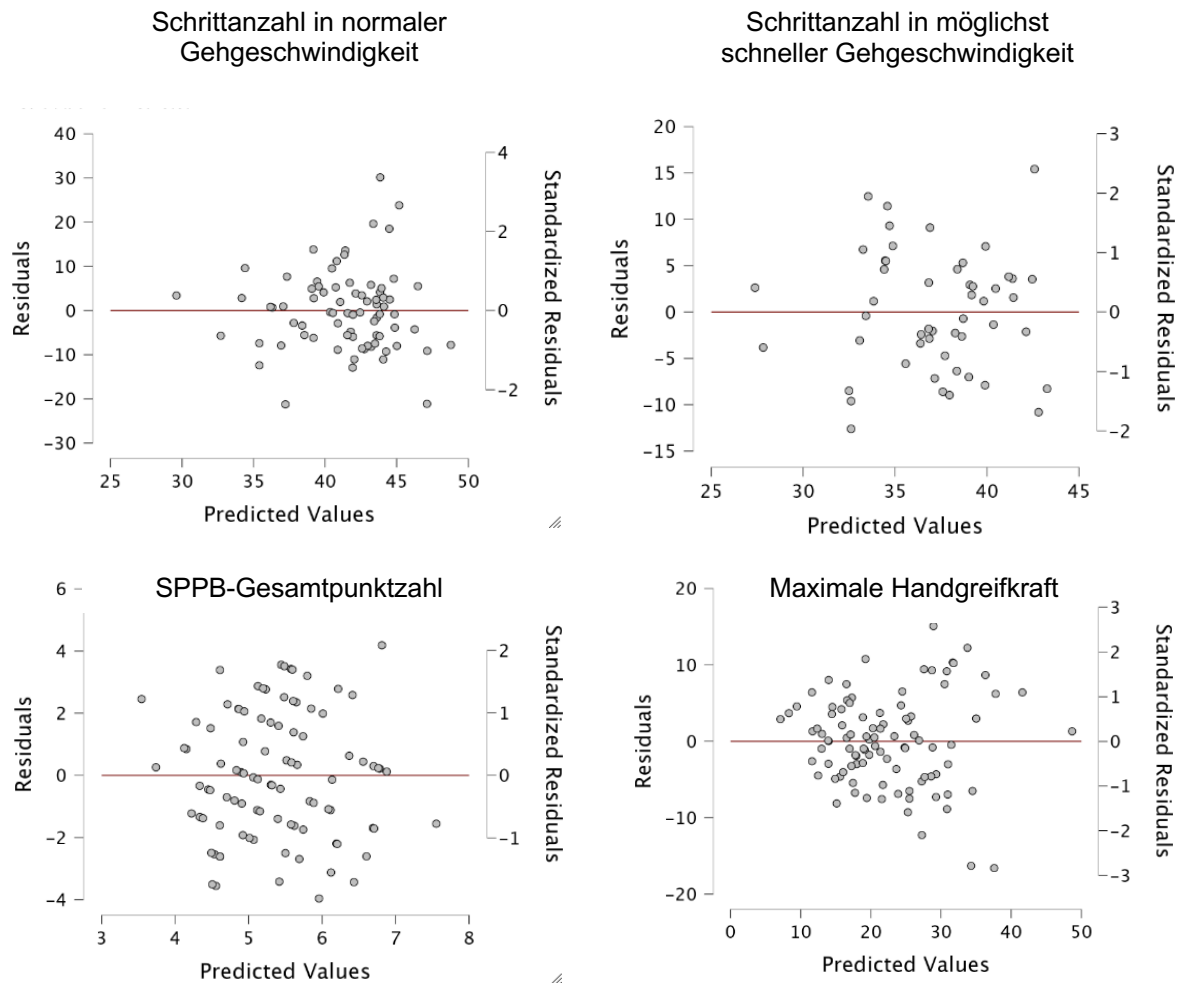 Schrittanzahl in normaler
Gehgeschwindigkeit
40
30
20
10
0
−10
−20
−30
Residuals
4
2
0
−2
Standardized Residuals
25 30 35 40 45 50
Predicted Values
Schrittanzahl in möglichst
schneller Gehgeschwindigkeit
20
15
10
5
0
−5
−10
−15
Residuals
3
2
1
0
−1
−2
Standardized Residuals
25 30 35 40 45
Predicted Values
SPPB-Gesamtpunktzahl
6
4
2
0
−2
−4
Residuals
2
1
0
−1
Standardized Residuals
3 4 5 6 7 8
Predicted Values
Maximale Handgreifkraft
20
10
0
−10
−20
Residuals
3
2
1
0
−1
−2
−3
Standardized Residuals
0 10 20 30 40 50
Predicted Values